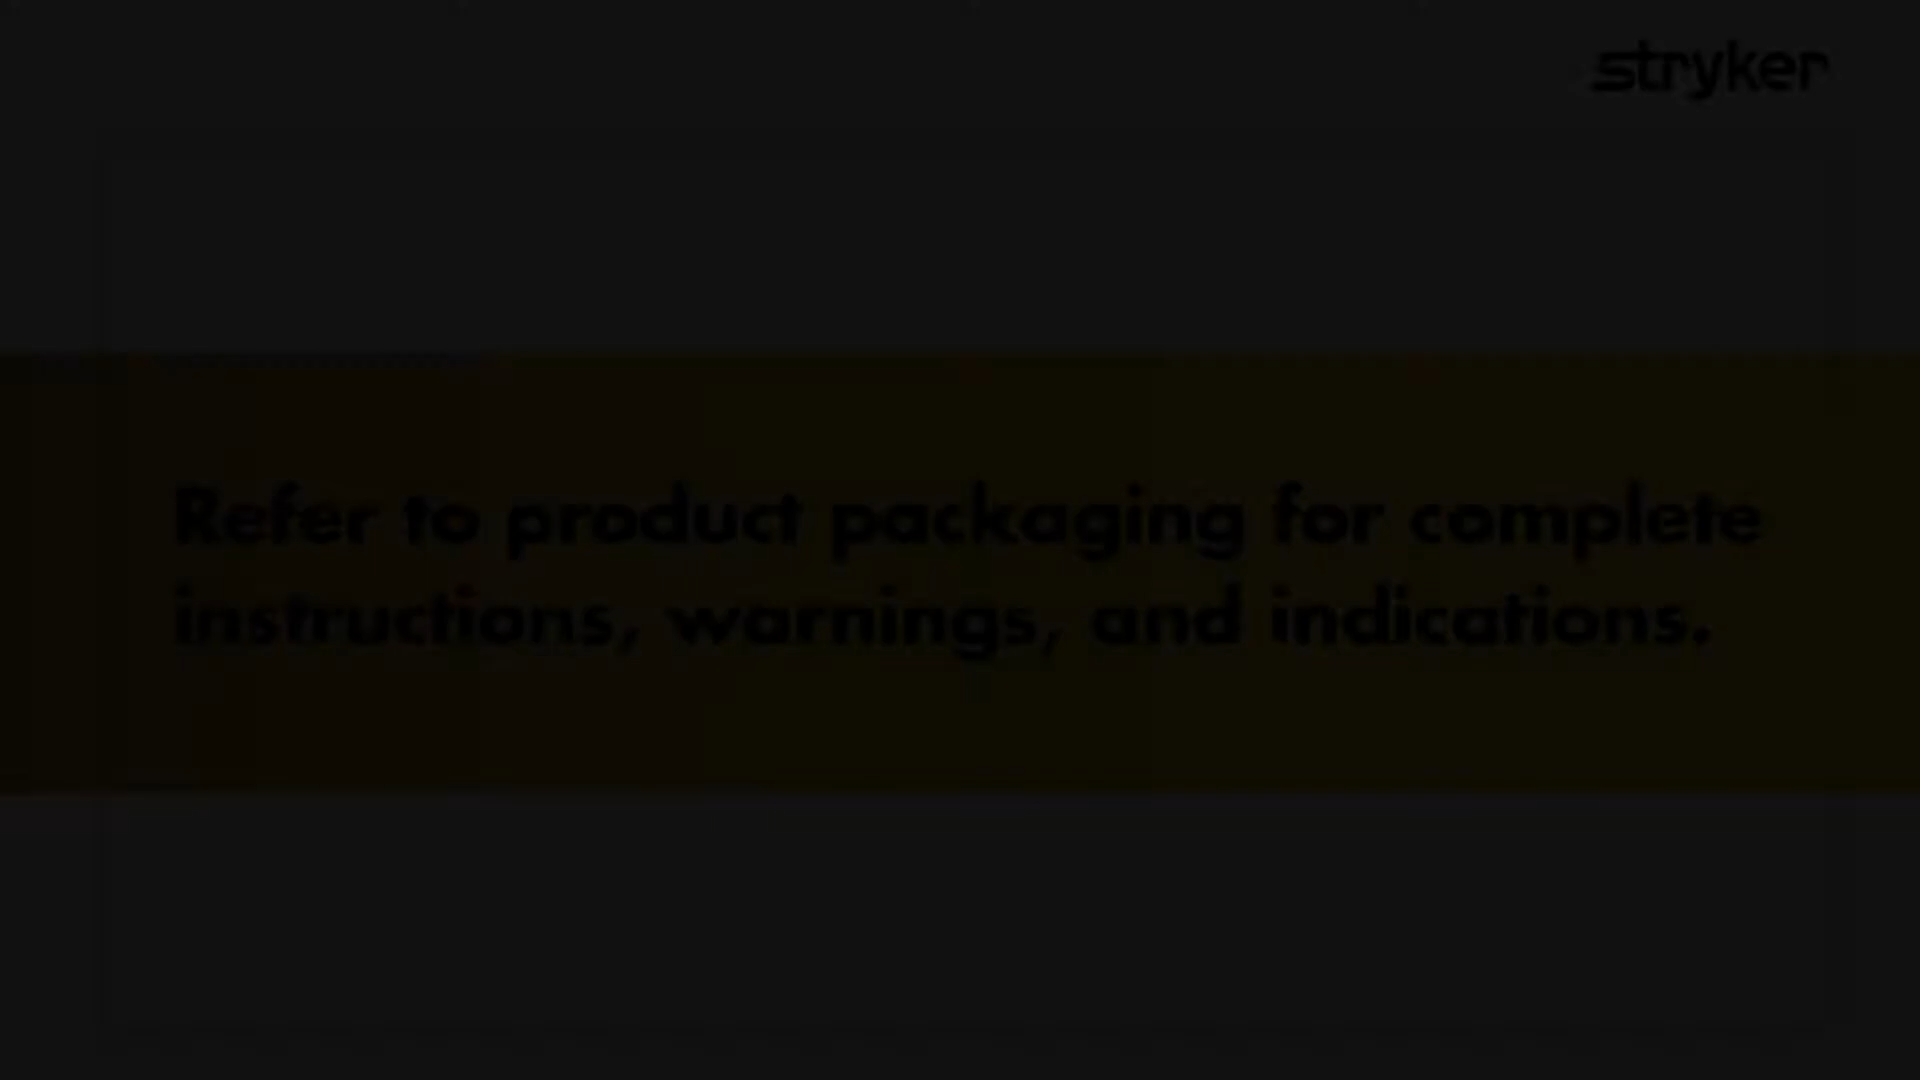 stryker
Refer to product packaging for complete
instructions, warnings, and indications.